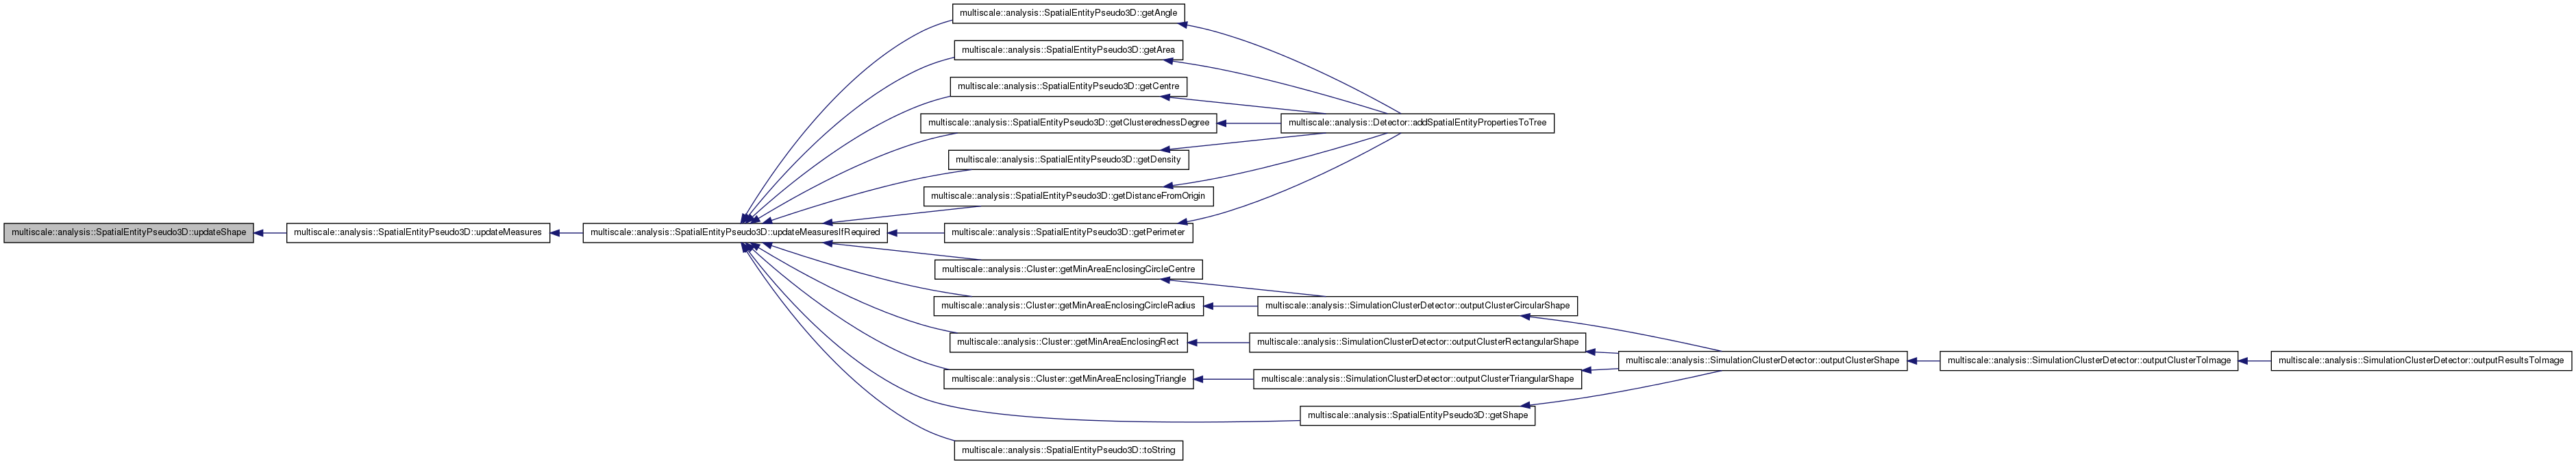 multiscale::analysis::SpatialEntityPseudo3D::updateShape
multiscale::analysis::SpatialEntityPseudo3D::updateMeasures
multiscale::analysis::SpatialEntityPseudo3D::updateMeasuresIfRequired
multiscale::analysis::SpatialEntityPseudo3D::getAngle
multiscale::analysis::SpatialEntityPseudo3D::getArea
multiscale::analysis::SpatialEntityPseudo3D::getCentre
multiscale::analysis::SpatialEntityPseudo3D::getClusterednessDegree
multiscale::analysis::SpatialEntityPseudo3D::getDensity
multiscale::analysis::SpatialEntityPseudo3D::getDistanceFromOrigin
multiscale::analysis::SpatialEntityPseudo3D::getPerimeter
multiscale::analysis::Cluster::getMinAreaEnclosingCircleCentre
multiscale::analysis::Cluster::getMinAreaEnclosingCircleRadius
multiscale::analysis::Cluster::getMinAreaEnclosingRect
multiscale::analysis::Cluster::getMinAreaEnclosingTriangle
multiscale::analysis::SpatialEntityPseudo3D::getShape
multiscale::analysis::SpatialEntityPseudo3D::toString
multiscale::analysis::Detector::addSpatialEntityPropertiesToTree
multiscale::analysis::SimulationClusterDetector::outputClusterCircularShape
multiscale::analysis::SimulationClusterDetector::outputClusterRectangularShape
multiscale::analysis::SimulationClusterDetector::outputClusterTriangularShape
multiscale::analysis::SimulationClusterDetector::outputClusterShape
multiscale::analysis::SimulationClusterDetector::outputClusterToImage
multiscale::analysis::SimulationClusterDetector::outputResultsToImage